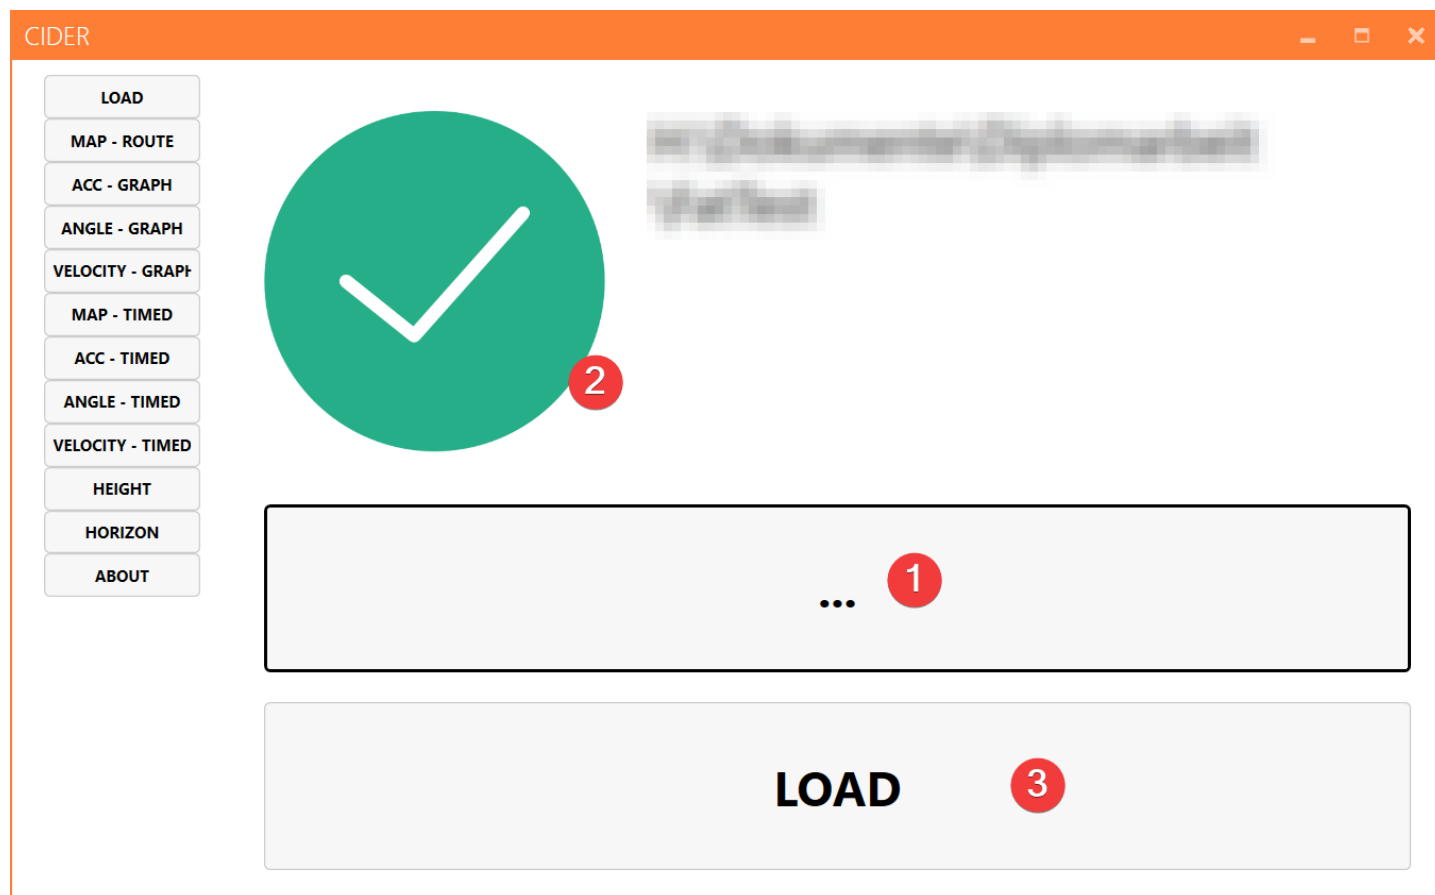 CIDER
LOAD
MAP - ROUTE
ACC - GRAPH
ANGLE - GRAPH
VELOCITY - GRAPH
MAP - TIMED
ACC - TIMED
ANGLE - TIMED
VELOCITY - TIMED
HEIGHT
HORIZON
ABOUT
2
... 1
LOAD 3